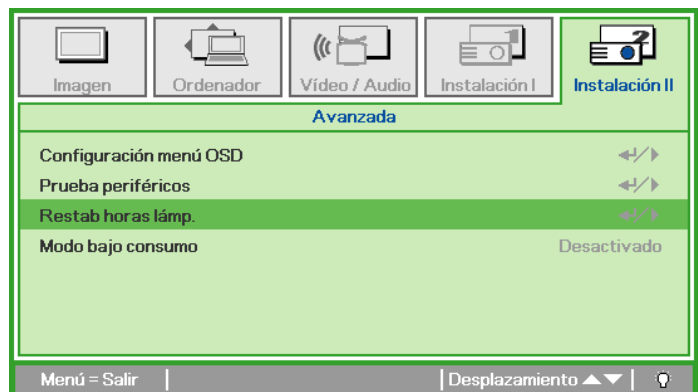 Imagen
Ordenador
Vídeo / Audio
Instalación I
Instalación II
Avanzada
Configuración menú OSD
Prueba periféricos
Restab horas lámp.
Modo bajo consumo Desactivado
Menú = Salir Desplazamiento